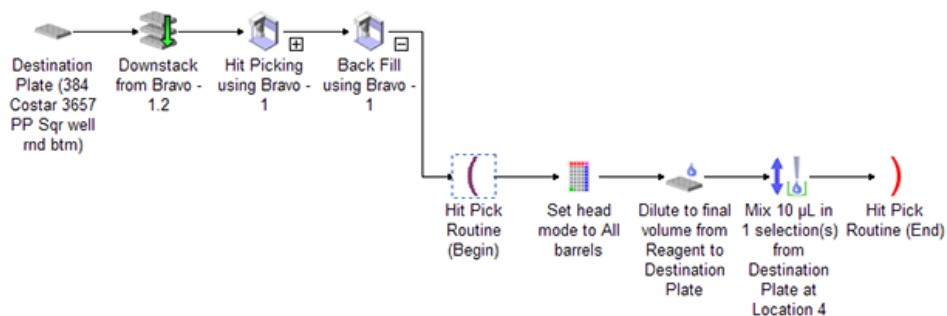 Destination
Plate (384
Costar 3657
PP Sqr well
rnd btm)
Downstack
from Bravo -
1.2
Hit Picking
using Bravo -
1
Back Fill
using Bravo -
1
Hit Pick
Routine
(Begin)
Set head
mode to All
barrels
Dilute to final
volume from
Reagent to
Destination
Plate
Mix 10 µL in
1 selection(s)
from
Destination
Plate at
Location 4
Hit Pick
Routine (End)